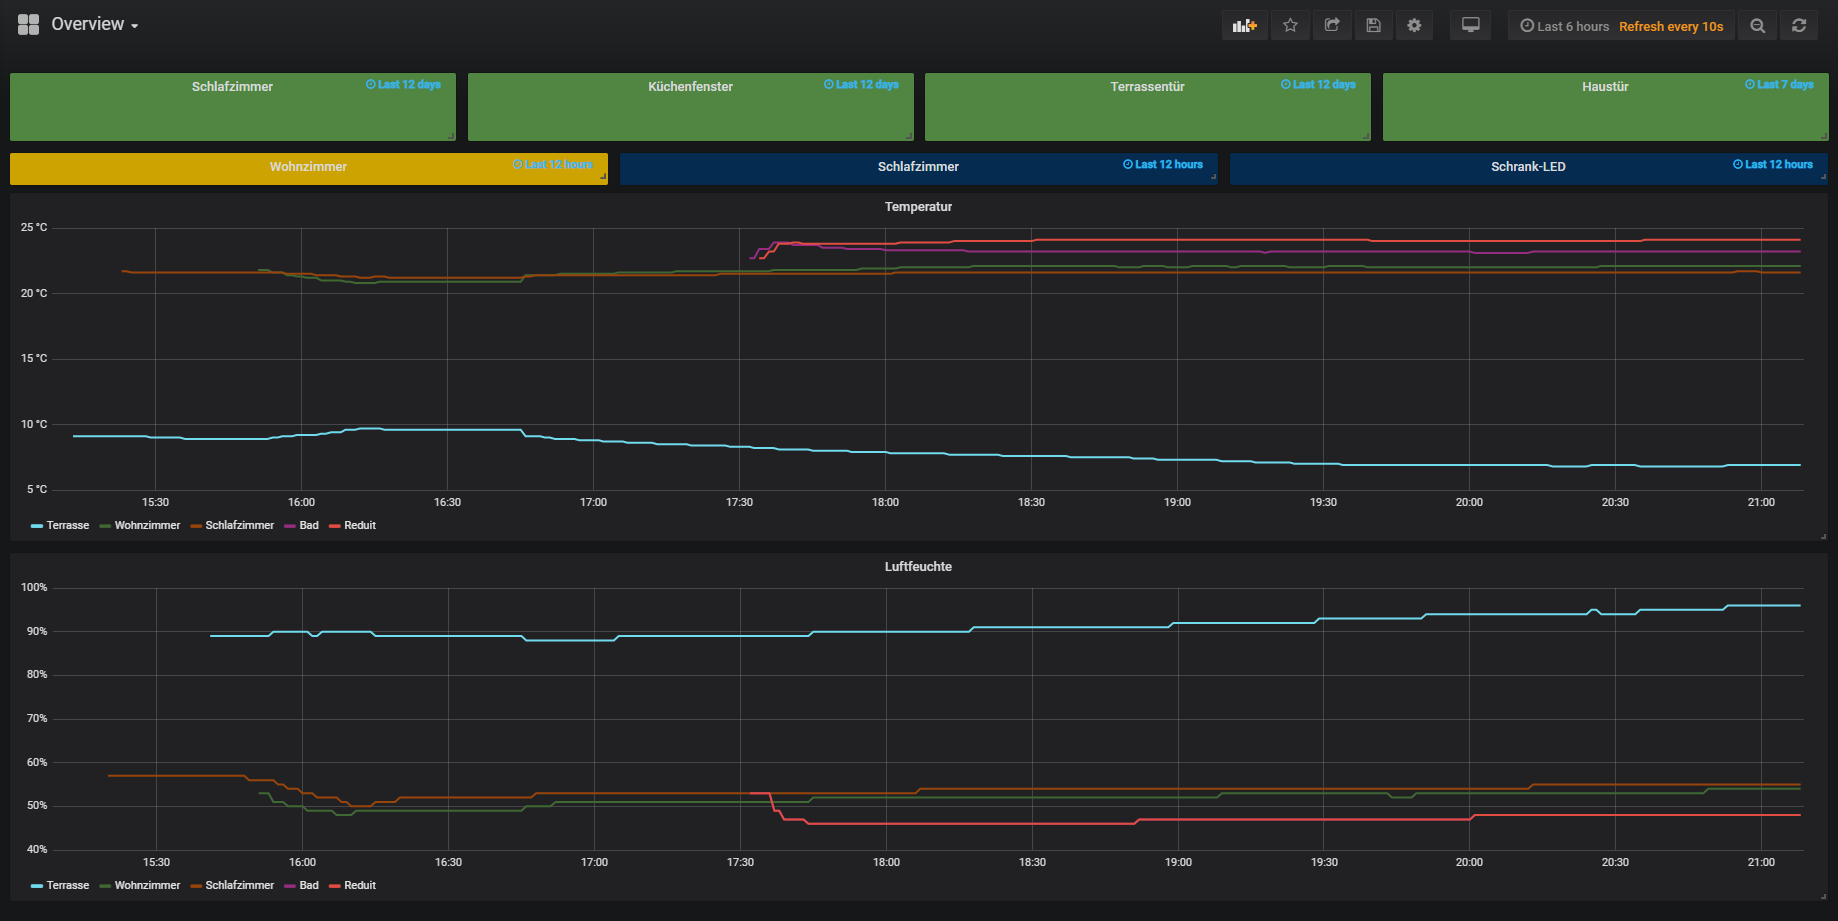 Overview
Last 6 hours Refresh every 10s
Schlafzimmer Last 12 days
Küchenfenster Last 12 days
Terrassentür Last 12 days
Haustür Last 7 days
Wohnzimmer Last 12 hours
Schlafzimmer Last 12 hours
Schrank-LED Last 12 hours
Temperatur
25 °C
20 °C
15 °C
10 °C
5 °C
15:30 16:00 16:30 17:00 17:30 18:00 18:30 19:00 19:30 20:00 20:30 21:00
Terrasse Wohnzimmer Schlafzimmer Bad Reduit
Luftfeuchte
100%
90%
80%
70%
60%
50%
40%
15:30 16:00 16:30 17:00 17:30 18:00 18:30 19:00 19:30 20:00 20:30 21:00
Terrasse Wohnzimmer Schlafzimmer Bad Reduit